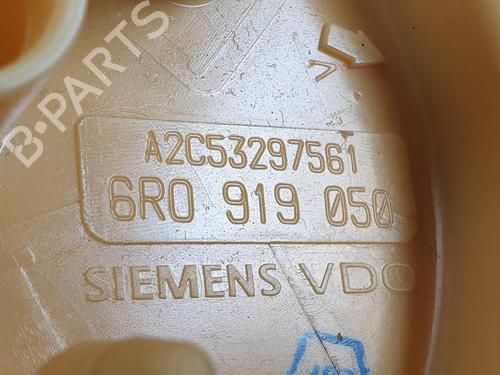 B-PARTS
A2C53297561
6R0 919 050
SIEMENS VDO